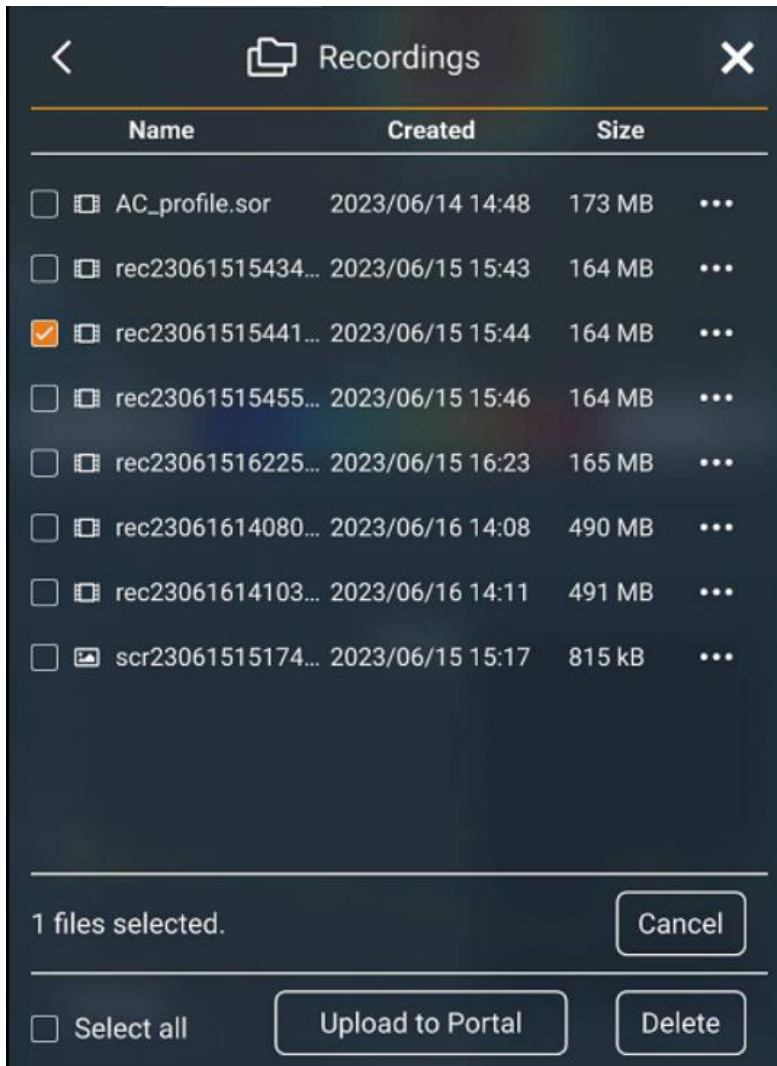 Recordings
Name Created Size
AC_profile.sor 2023/06/14 14:48 173 MB
rec23061515434... 2023/06/15 15:43 164 MB
rec23061515441... 2023/06/15 15:44 164 MB
rec23061515455... 2023/06/15 15:46 164 MB
rec23061516225... 2023/06/15 16:23 165 MB
rec23061614080... 2023/06/16 14:08 490 MB
rec23061614103... 2023/06/16 14:11 491 MB
scr23061515174... 2023/06/15 15:17 815 kB
1 files selected. Cancel
Select all Upload to Portal Delete